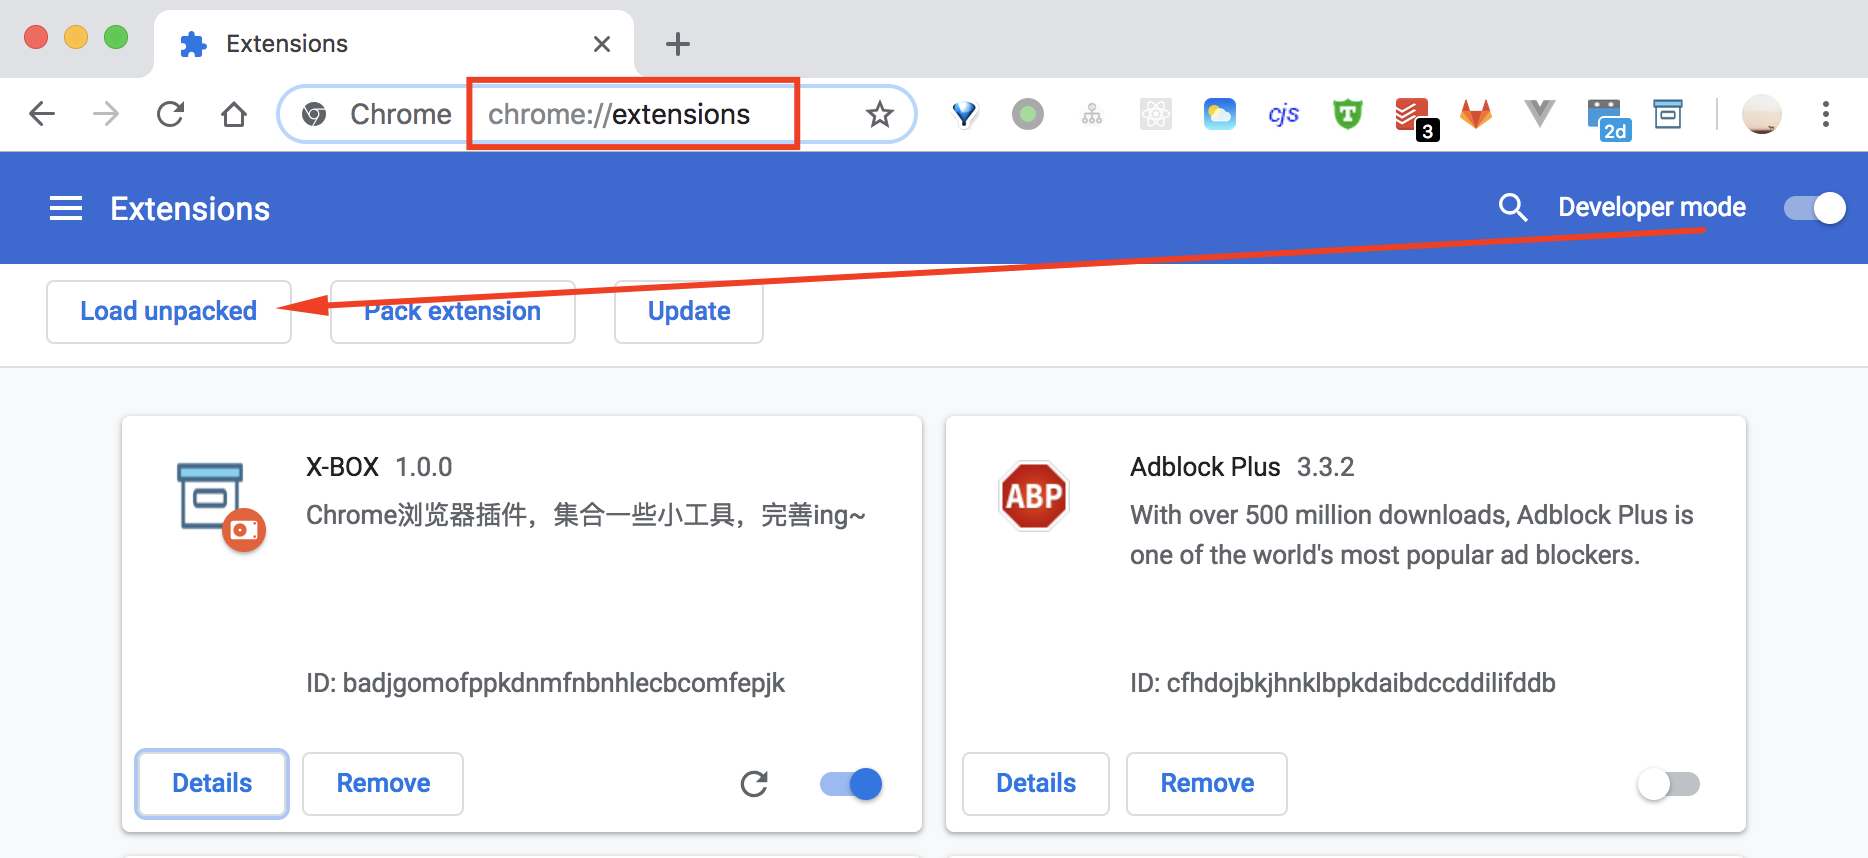 Extensions
Chrome chrome://extensions
cjs
T
3
2d
Extensions
Developer mode
Load unpacked
Pack extension
Update
X-BOX 1.0.0
Chrome浏览器插件，集合一些小工具，完善ing~
ID: badjgomofppkdnmfnbnhlecbcomfepjk
Details
Remove
ABP
Adblock Plus 3.3.2
With over 500 million downloads, Adblock Plus is
one of the world's most popular ad blockers.
ID: cfhdojbkjhnklbpkdaibdccddilifddb
Details
Remove